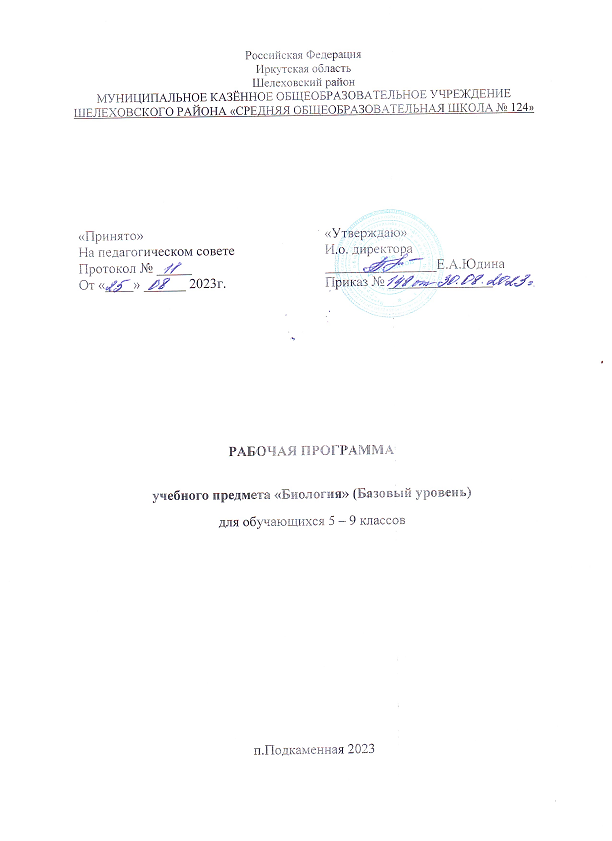 Российская Федерация
Иркутская область
Шелеховский район
МУНИЦИПАЛЬНОЕ КАЗЁННОЕ ОБЩЕОБРАЗОВАТЕЛЬНОЕ УЧРЕЖДЕНИЕ
ШЕЛЕХОВСКОГО РАЙОНА «СРЕДНЯЯ ОБЩЕОБРАЗОВАТЕЛЬНАЯ ШКОЛА № 124»
«Принято»
На педагогическом совете
Протокол № 11
От «25» 08 2023г.
«Утверждаю»
И.о. директора
Е.А.Юдина
Приказ № 148 от 30.08.2023г.
РАБОЧАЯ ПРОГРАММА
учебного предмета «Биология» (Базовый уровень)
для обучающихся 5 – 9 классов
п.Подкаменная 2023